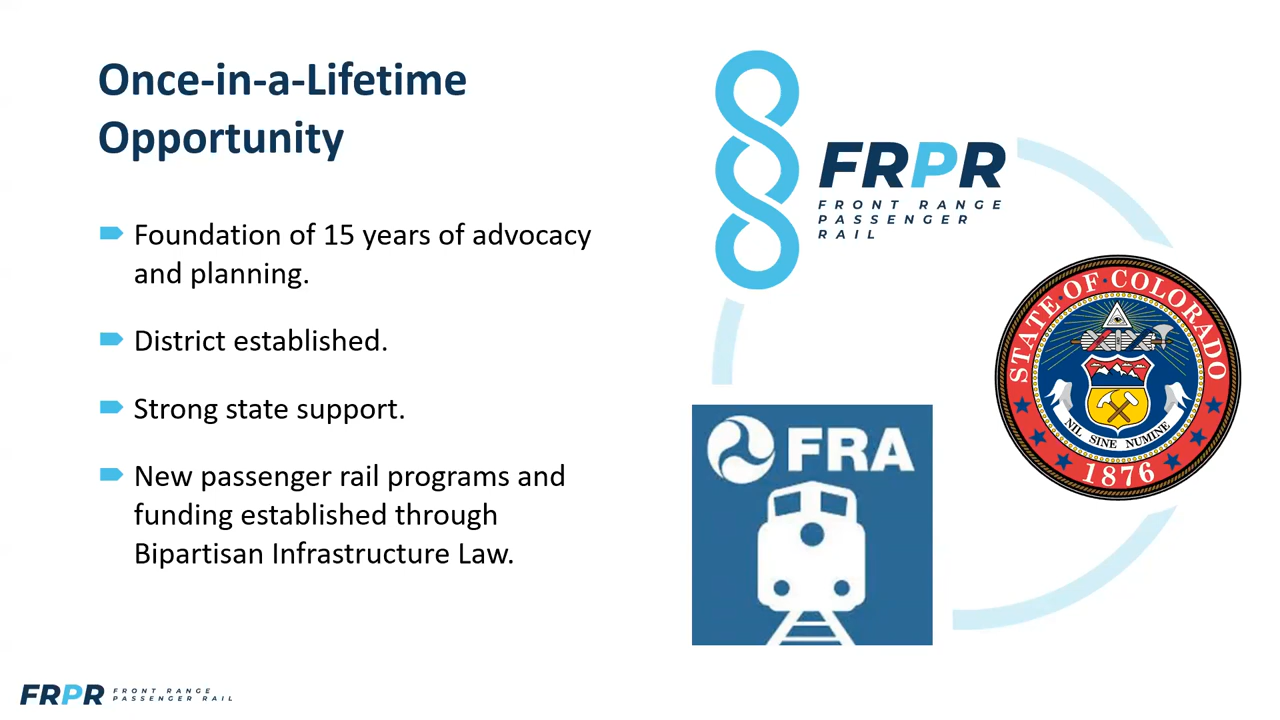 Once-in-a-Lifetime
Opportunity
Foundation of 15 years of advocacy
and planning.
District established.
Strong state support.
New passenger rail programs and
funding established through
Bipartisan Infrastructure Law.
FRPR
FRONT RANGE
PASSENGER
RAIL
STATE OF COLORADO
NIL SINE NUMINE
1876
FRA
FRPR
FRONT RANGE
PASSENGER RAIL